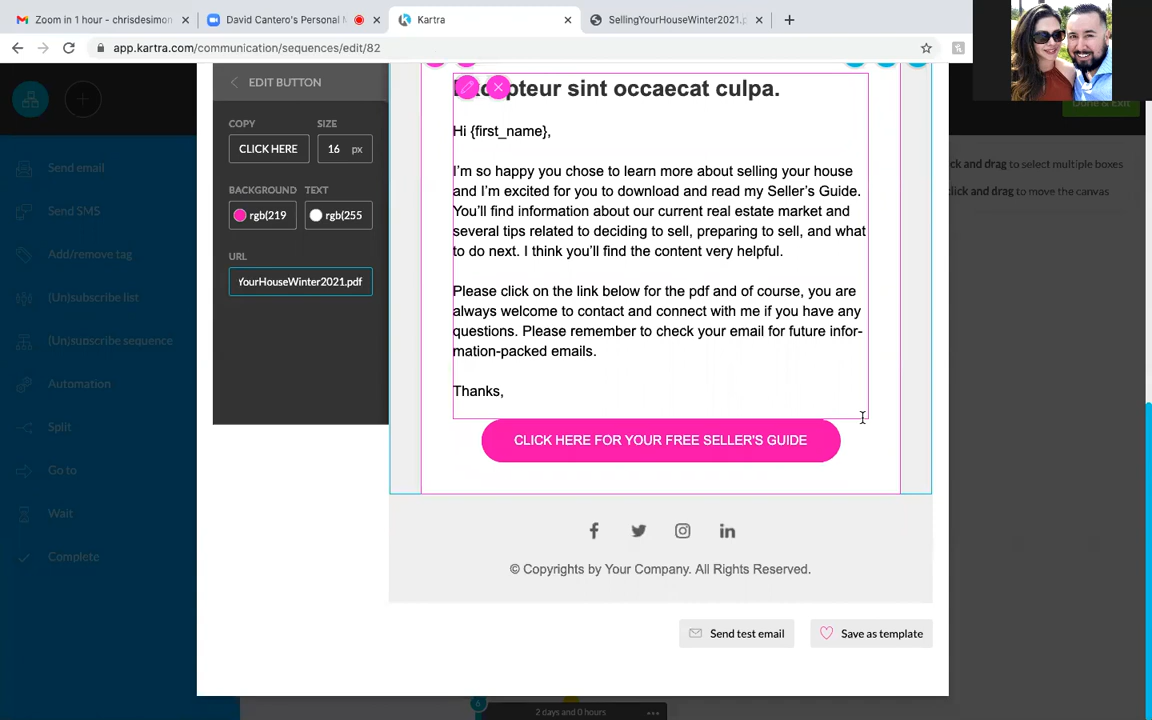 Zoom in 1 hour - chrisdesimon
David Cantero's Personal
Kartra
SellingYourHouseWinter2021.p
app.kartra.com/communication/sequences/edit/82
EDIT BUTTON
COPY
SIZE
CLICK HERE
16 px
BACKGROUND
TEXT
rgb(219
rgb(255
URL
YourHouseWinter2021.pdf
Send email
Send SMS
Add/remove tag
(Un)subscribe list
(Un)subscribe sequence
Automation
Split
Go to
Wait
Complete
pteur sint occaecat culpa.
Hi {first_name},
I'm so happy you chose to learn more about selling your house
and I'm excited for you to download and read my Seller's Guide.
You'll find information about our current real estate market and
several tips related to deciding to sell, preparing to sell, and what
to do next. I think you'll find the content very helpful.
Please click on the link below for the pdf and of course, you are
always welcome to contact and connect with me if you have any
questions. Please remember to check your email for future infor-
mation-packed emails.
Thanks,
CLICK HERE FOR YOUR FREE SELLER'S GUIDE
© Copyrights by Your Company. All Rights Reserved.
Send test email
Save as template
Done & Exit
ck and drag to select multiple boxes
ck and drag to move the canvas
2 days and 0 hours